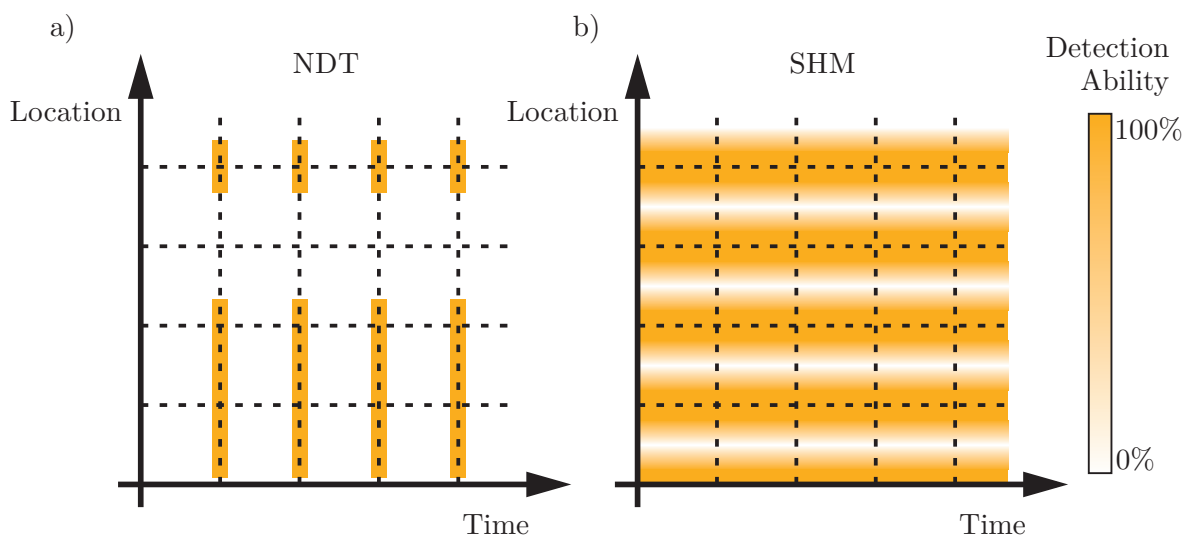 a)
NDT
Location
Time
b)
SHM
Location
Time
Detection
Ability
100%
0%